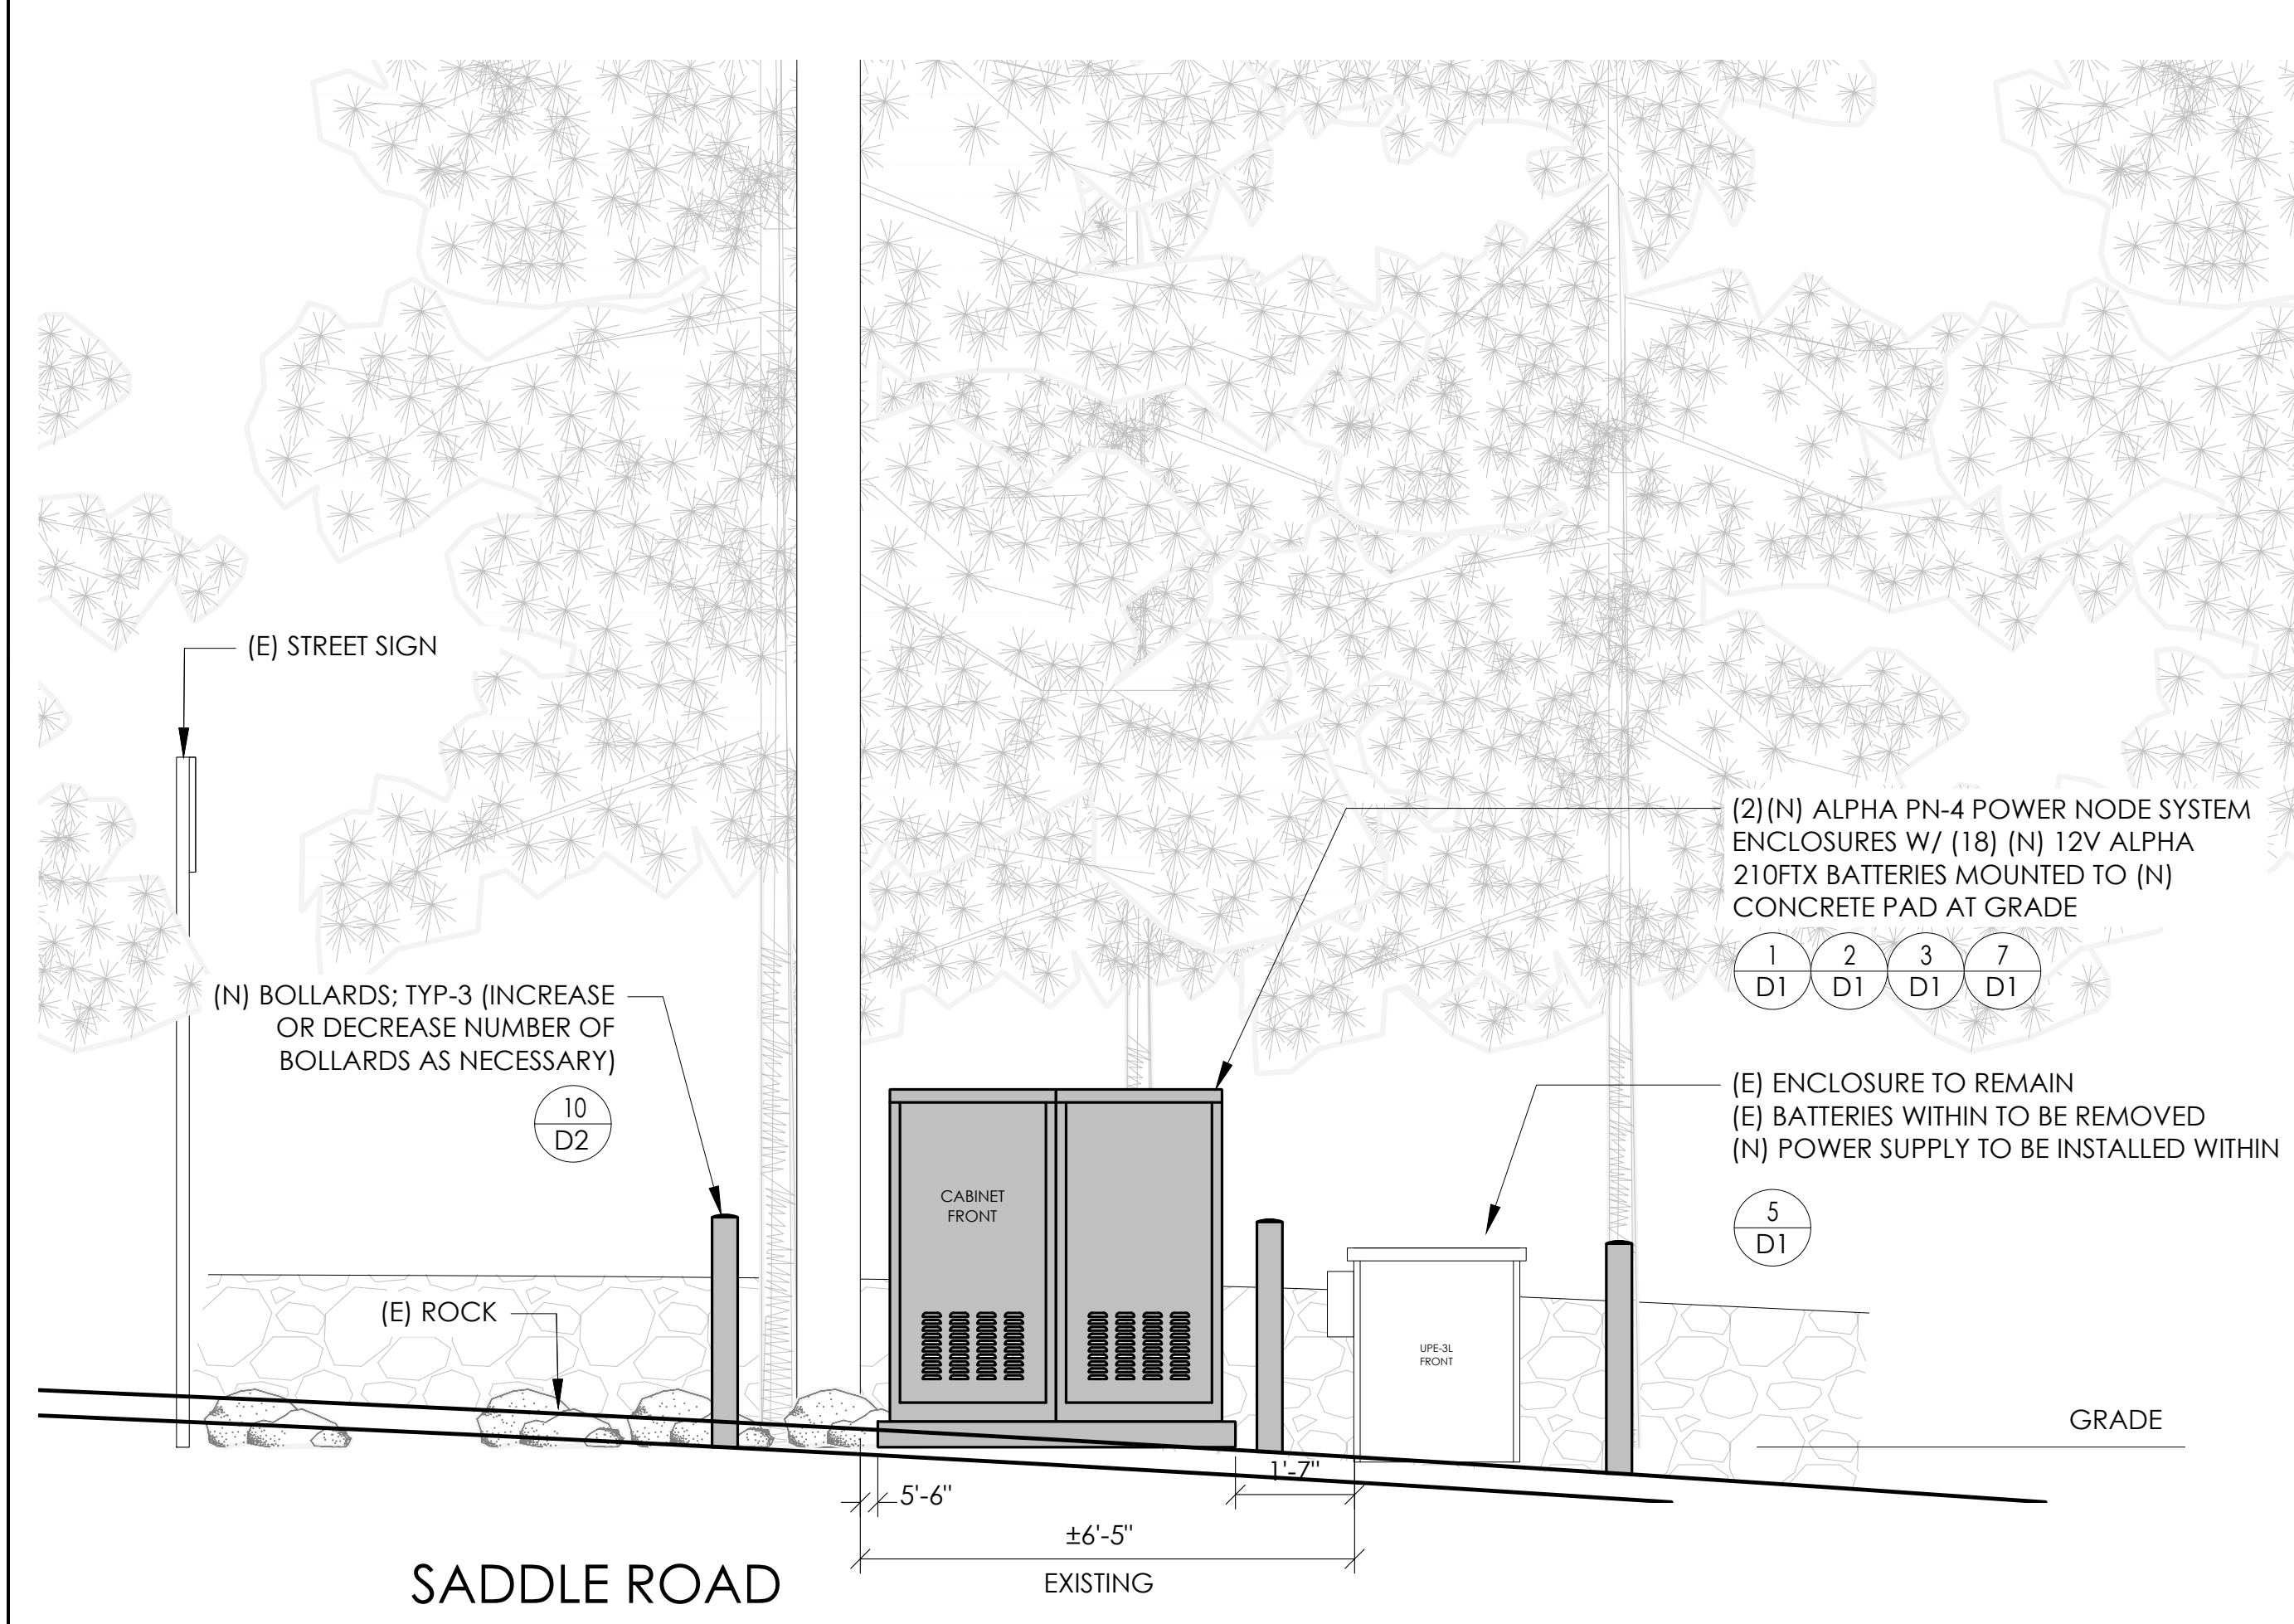 (E) STREET SIGN
(2)(N) ALPHA PN-4 POWER NODE SYSTEM
ENCLOSURES W/ (18) (N) 12V ALPHA
210FTX BATTERIES MOUNTED TO (N)
CONCRETE PAD AT GRADE
1 2 3 7
D1 D1 D1 D1
(N) BOLLARDS; TYP-3 (INCREASE
OR DECREASE NUMBER OF
BOLLARDS AS NECESSARY)
10
D2
(E) ENCLOSURE TO REMAIN
(E) BATTERIES WITHIN TO BE REMOVED
(N) POWER SUPPLY TO BE INSTALLED WITHIN
5
D1
CABINET
FRONT
(E) ROCK
UPE-3L
FRONT
GRADE
1'-7"
5'-6"
±6'-5"
EXISTING
SADDLE ROAD